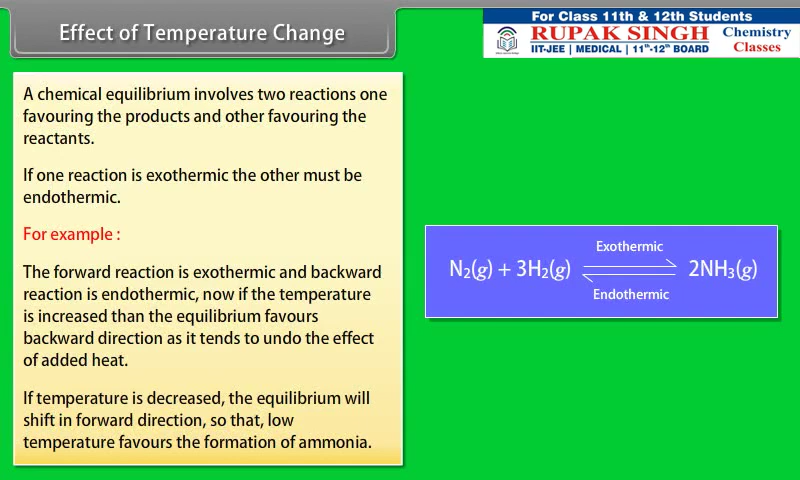 Effect of Temperature Change
For Class 11th & 12th Students
RUPAK SINGH
Chemistry
Classes
IIT-JEE | MEDICAL | 11th-12th BOARD
A chemical equilibrium involves two reactions one
favouring the products and other favouring the
reactants.
If one reaction is exothermic the other must be
endothermic.
For example :
The forward reaction is exothermic and backward
reaction is endothermic, now if the temperature
is increased than the equilibrium favours
backward direction as it tends to undo the effect
of added heat.
If temperature is decreased, the equilibrium will
shift in forward direction, so that, low
temperature favours the formation of ammonia.
Exothermic
N₂(g) + 3H₂(g) ⇌ 2NH₃(g)
Endothermic